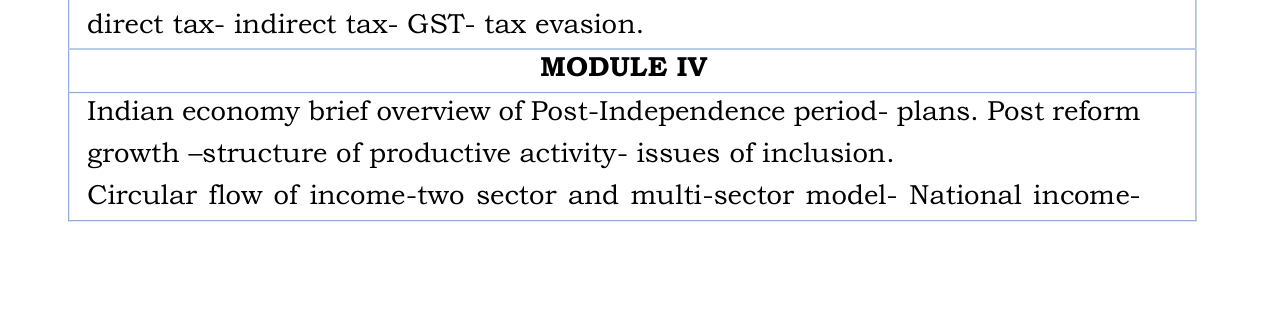 direct tax- indirect tax- GST- tax evasion.
MODULE IV
Indian economy brief overview of Post-Independence period- plans. Post reform
growth –structure of productive activity- issues of inclusion.
Circular flow of income-two sector and multi-sector model- National income-